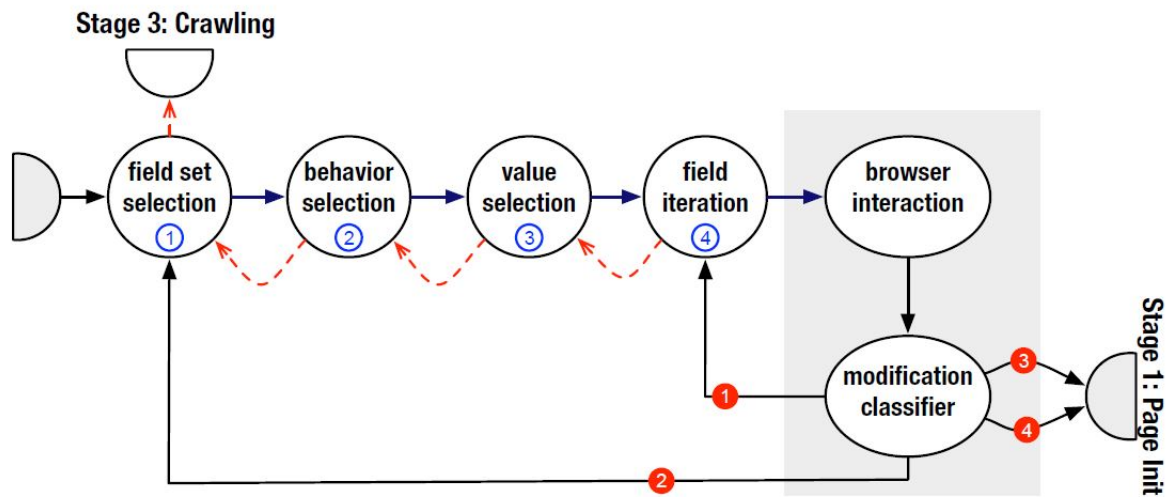 Stage 3: Crawling
field set
selection
1
behavior
selection
2
value
selection
3
field
iteration
4
browser
interaction
modification
classifier
1
2
3
4
Stage 1: Page Init